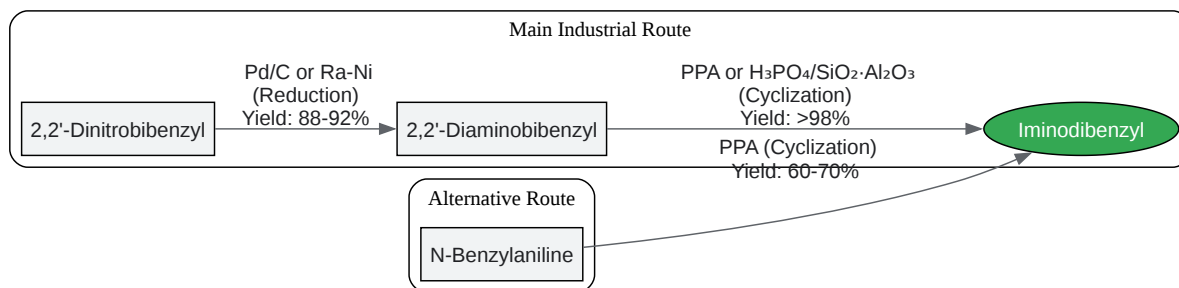 Main Industrial Route
Pd/C or Ra-Ni
(Reduction)
Yield: 88-92%
PPA or H₃PO₄/SiO₂·Al₂O₃
(Cyclization)
Yield: >98%
2,2'-Dinitrobibenzyl
2,2'-Diaminobibenzyl
Iminodibenzyl
PPA (Cyclization)
Yield: 60-70%
Alternative Route
N-Benzylaniline